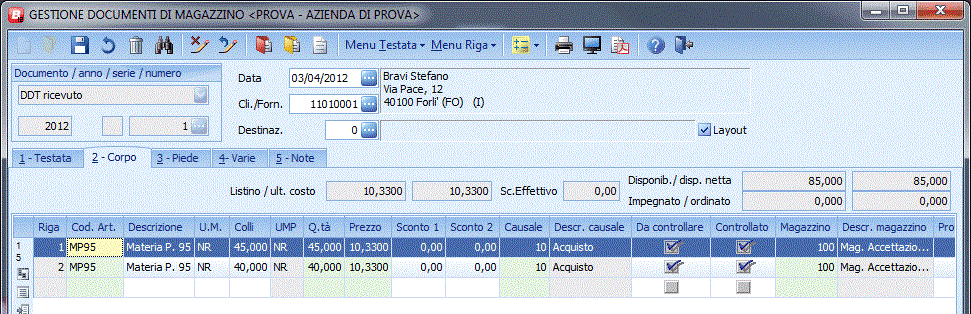 GESTIONE DOCUMENTI DI MAGAZZINO <PROVA - AZIENDA DI PROVA>
Menu Testata Menu Riga
Documento / anno / serie / numero
DDT ricevuto
2012 1
Data 03/04/2012
Cli./Forn. 11010001
Destinaz. 0
Bravi Stefano
Via Pace, 12
40100 Forli' (FO) (I)
Layout
1 - Testata 2 - Corpo 3 - Piede 4- Varie 5 - Note
Listino / ult. costo 10,3300 10,3300 Sc.Effettivo 0,00
Disponib./ disp. netta 85,000 85,000
Impegnato / ordinato 0,000 0,000
Riga Cod. Art. Descrizione U.M. Colli UMP Q.tà Prezzo Sconto 1 Sconto 2 Causale Descr. causale Da controllare Controllato Magazzino Descr. magazzino Pro
1 MP95 Materia P. 95 NR 45,000 NR 45,000 10,3300 0,00 0,00 10 Acquisto 100 Mag. Accettazio...
2 MP95 Materia P. 95 NR 40,000 NR 40,000 10,3300 0,00 0,00 10 Acquisto 100 Mag. Accettazio...
1
5